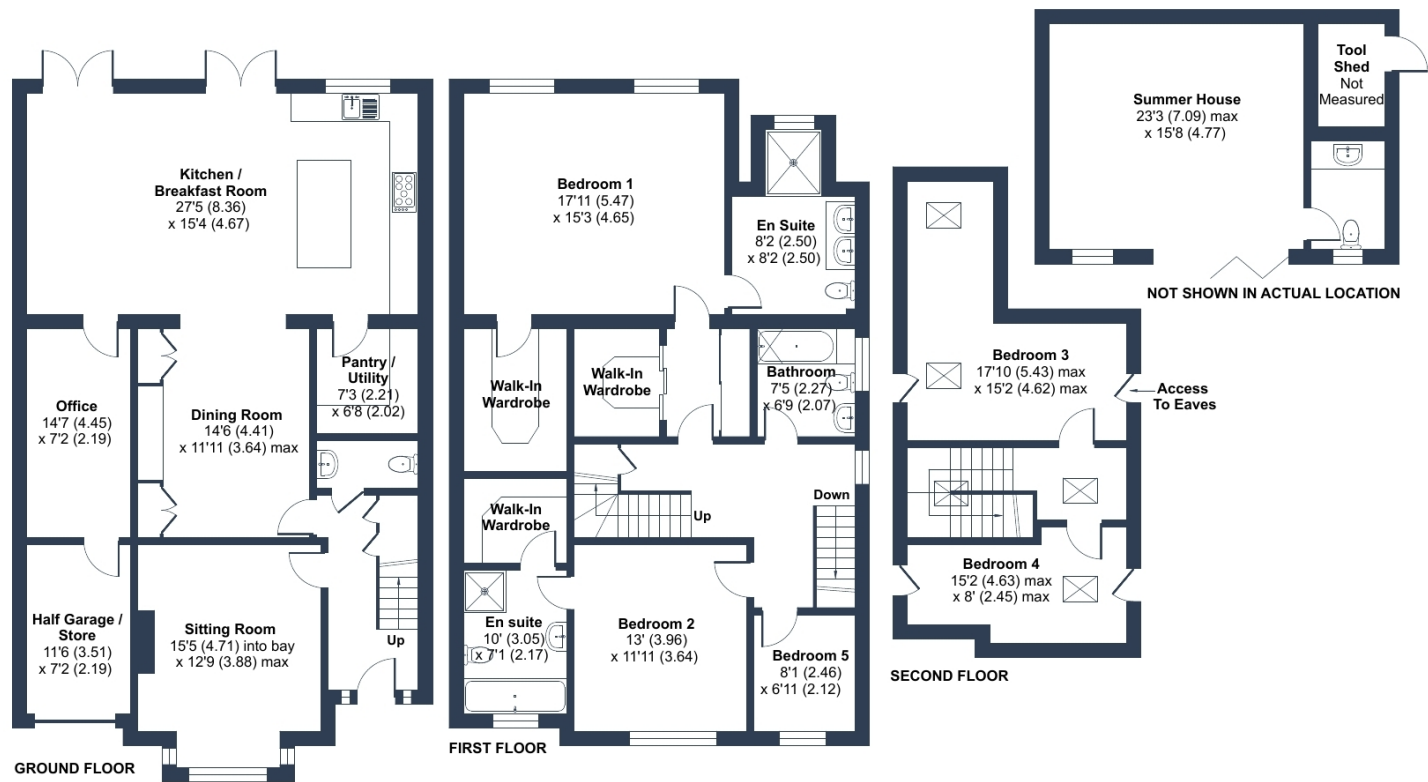 Kitchen /
Breakfast Room
27'5 (8.36)
x 15'4 (4.67)
Office
14'7 (4.45)
x 7'2 (2.19)
Dining Room
14'6 (4.41)
x 11'11 (3.64) max
Pantry /
Utility
7'3 (2.21)
x 6'8 (2.02)
Half Garage /
Store
11'6 (3.51)
x 7'2 (2.19)
Sitting Room
15'5 (4.71) into bay
x 12'9 (3.88) max
Up
GROUND FLOOR
Bedroom 1
17'11 (5.47)
x 15'3 (4.65)
En Suite
8'2 (2.50)
x 8'2 (2.50)
Walk-In
Wardrobe
Walk-In
Wardrobe
Bathroom
7'5 (2.27)
x 6'9 (2.07)
Walk-In
Wardrobe
Up
Down
En suite
10' (3.05)
x 7'1 (2.17)
Bedroom 2
13' (3.96)
x 11'11 (3.64)
Bedroom 5
8'1 (2.46)
x 6'11 (2.12)
FIRST FLOOR
Summer House
23'3 (7.09) max
x 15'8 (4.77)
Tool
Shed
Not
Measured
NOT SHOWN IN ACTUAL LOCATION
Bedroom 3
17'10 (5.43) max
x 15'2 (4.62) max
Access
To Eaves
Bedroom 4
15'2 (4.63) max
x 8' (2.45) max
SECOND FLOOR